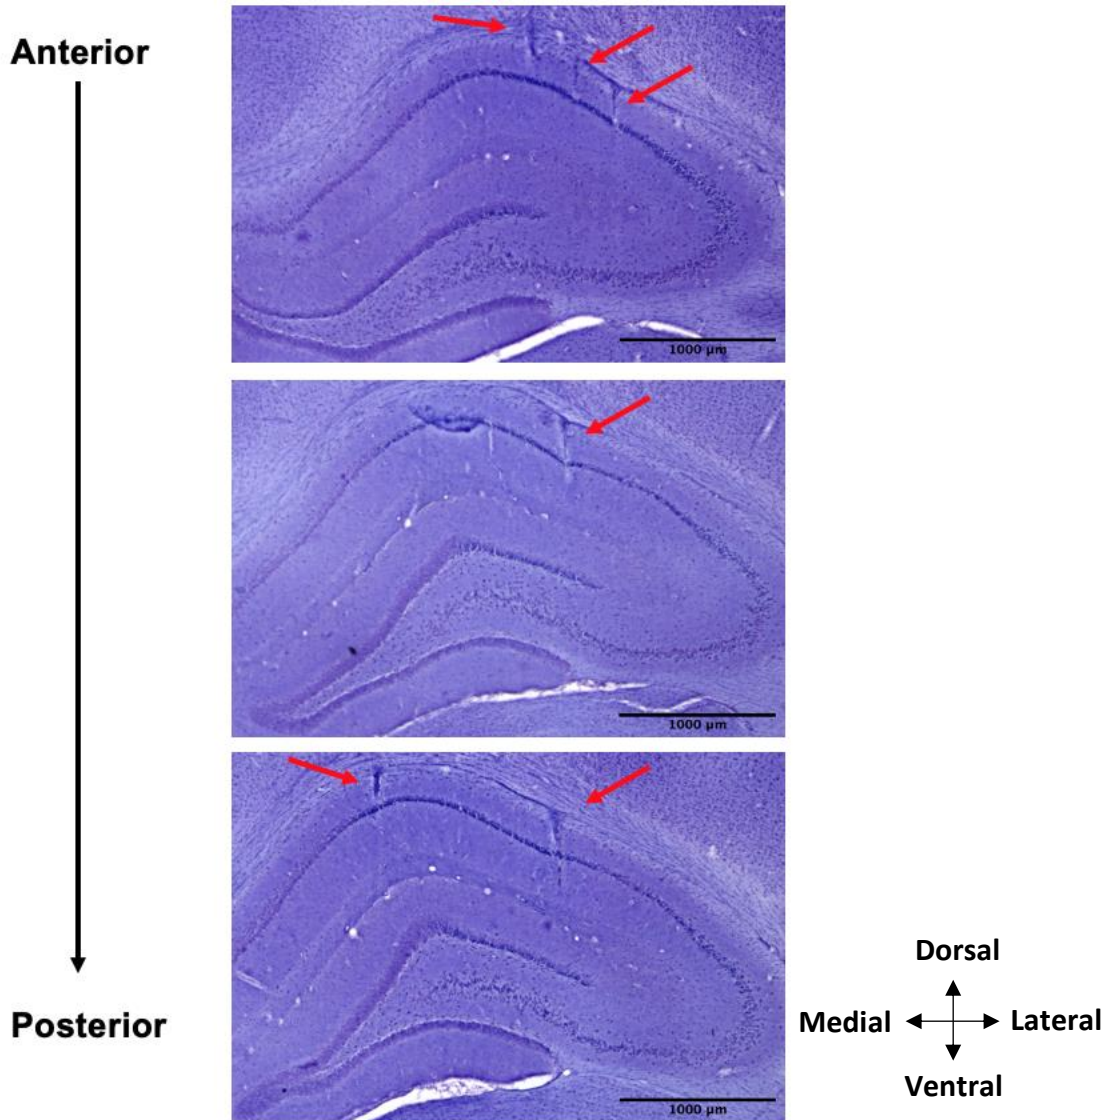 Anterior
1000 µm
1000 µm
1000 µm
Posterior
Dorsal
Medial
Lateral
Ventral